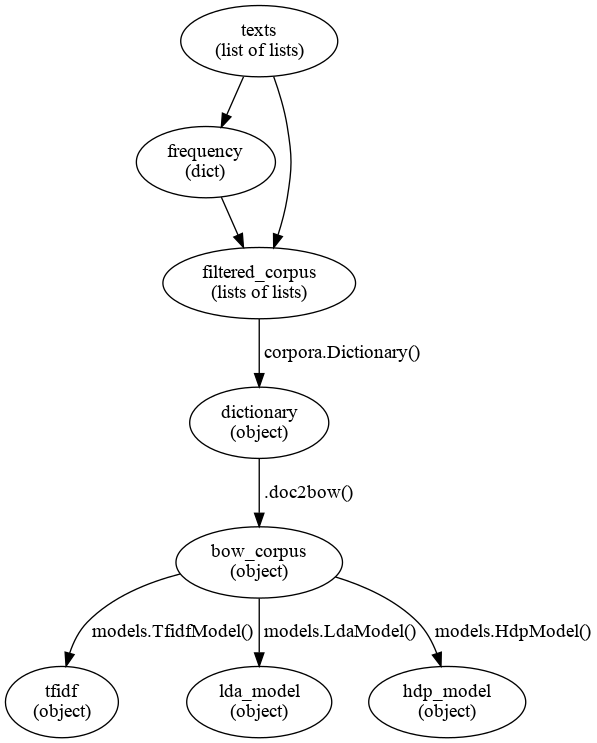 texts
(list of lists)
frequency
(dict)
filtered_corpus
(lists of lists)
corpora.Dictionary()
dictionary
(object)
.doc2bow()
bow_corpus
(object)
models.TfidfModel()
models.LdaModel()
models.HdpModel()
tfidf
(object)
lda_model
(object)
hdp_model
(object)